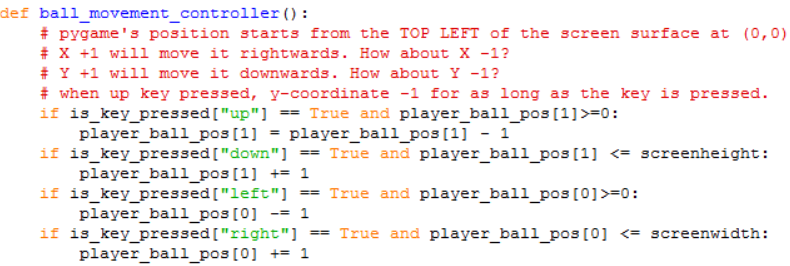 def ball_movement_controller():
    # pygame's position starts from the TOP LEFT of the screen surface at (0,0)
    # X +1 will move it rightwards. How about X -1?
    # Y +1 will move it downwards. How about Y -1?
    # when up key pressed, y-coordinate -1 for as long as the key is pressed.
    if is_key_pressed["up"] == True and player_ball_pos[1]>=0:
        player_ball_pos[1] = player_ball_pos[1] - 1
    if is_key_pressed["down"] == True and player_ball_pos[1] <= screenheight:
        player_ball_pos[1] += 1
    if is_key_pressed["left"] == True and player_ball_pos[0]>=0:
        player_ball_pos[0] -= 1
    if is_key_pressed["right"] == True and player_ball_pos[0] <= screenwidth:
        player_ball_pos[0] += 1